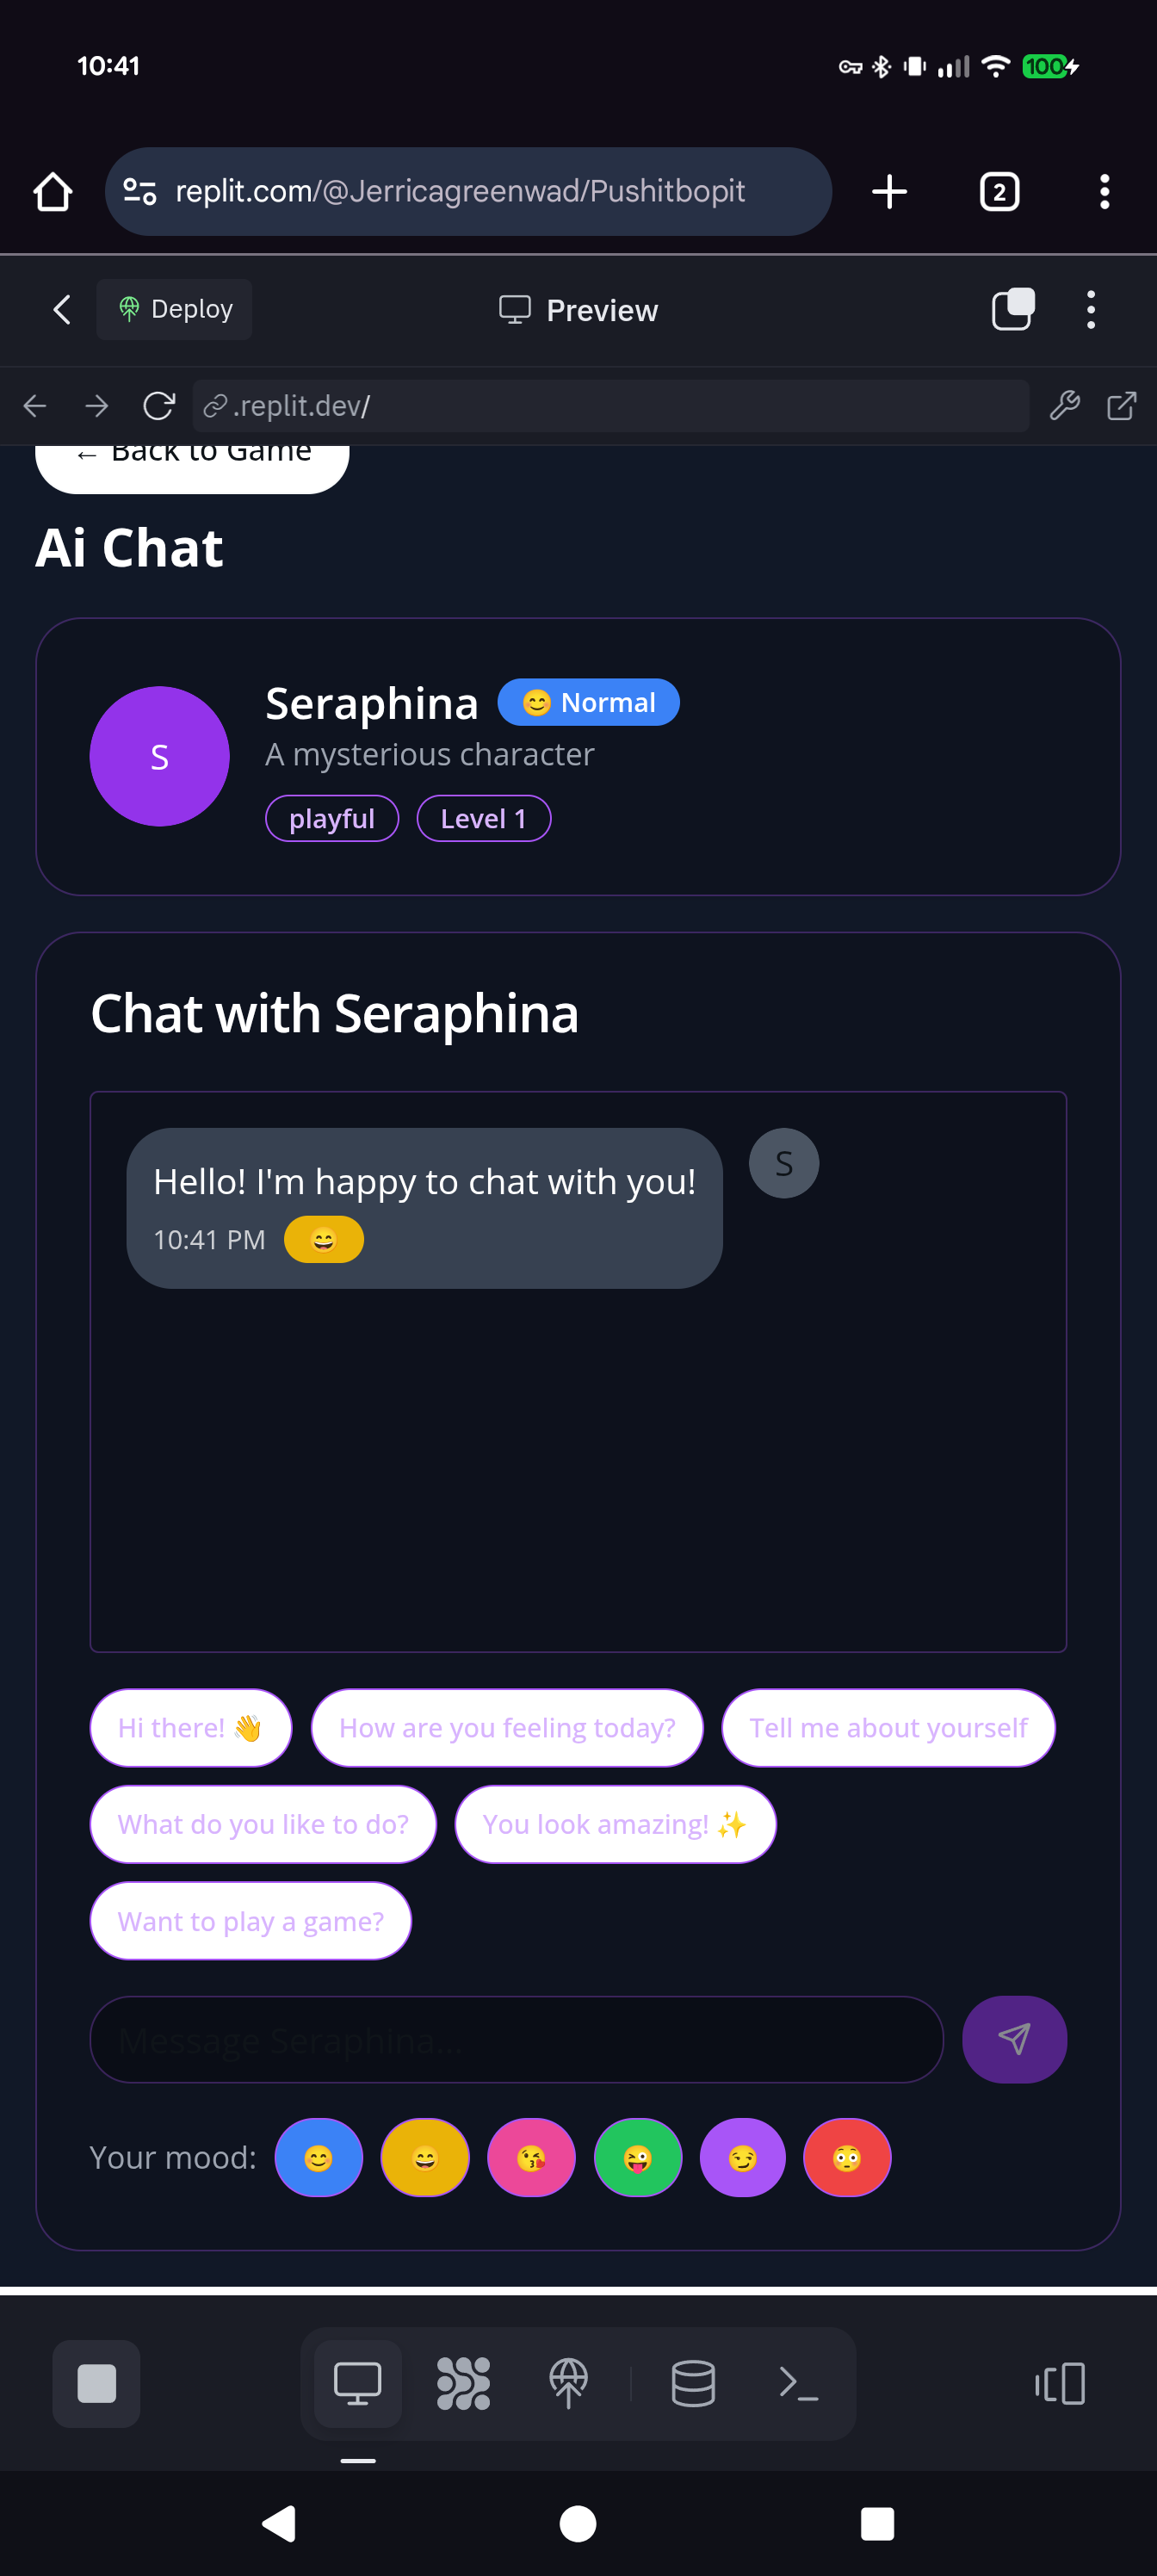 10:41
100
replit.com/@Jerricagreenwad/Pushitbopit
2
Deploy
Preview
.replit.dev/
← Back to Game
Ai Chat
S
Seraphina 😊 Normal
A mysterious character
playful Level 1
Chat with Seraphina
Hello! I'm happy to chat with you!
S
10:41 PM 😄
Hi there! 👋 How are you feeling today? Tell me about yourself
What do you like to do? You look amazing! ✨
Want to play a game?
Message Seraphina...
Your mood: 😊 😄 😘 😜 😏 😳